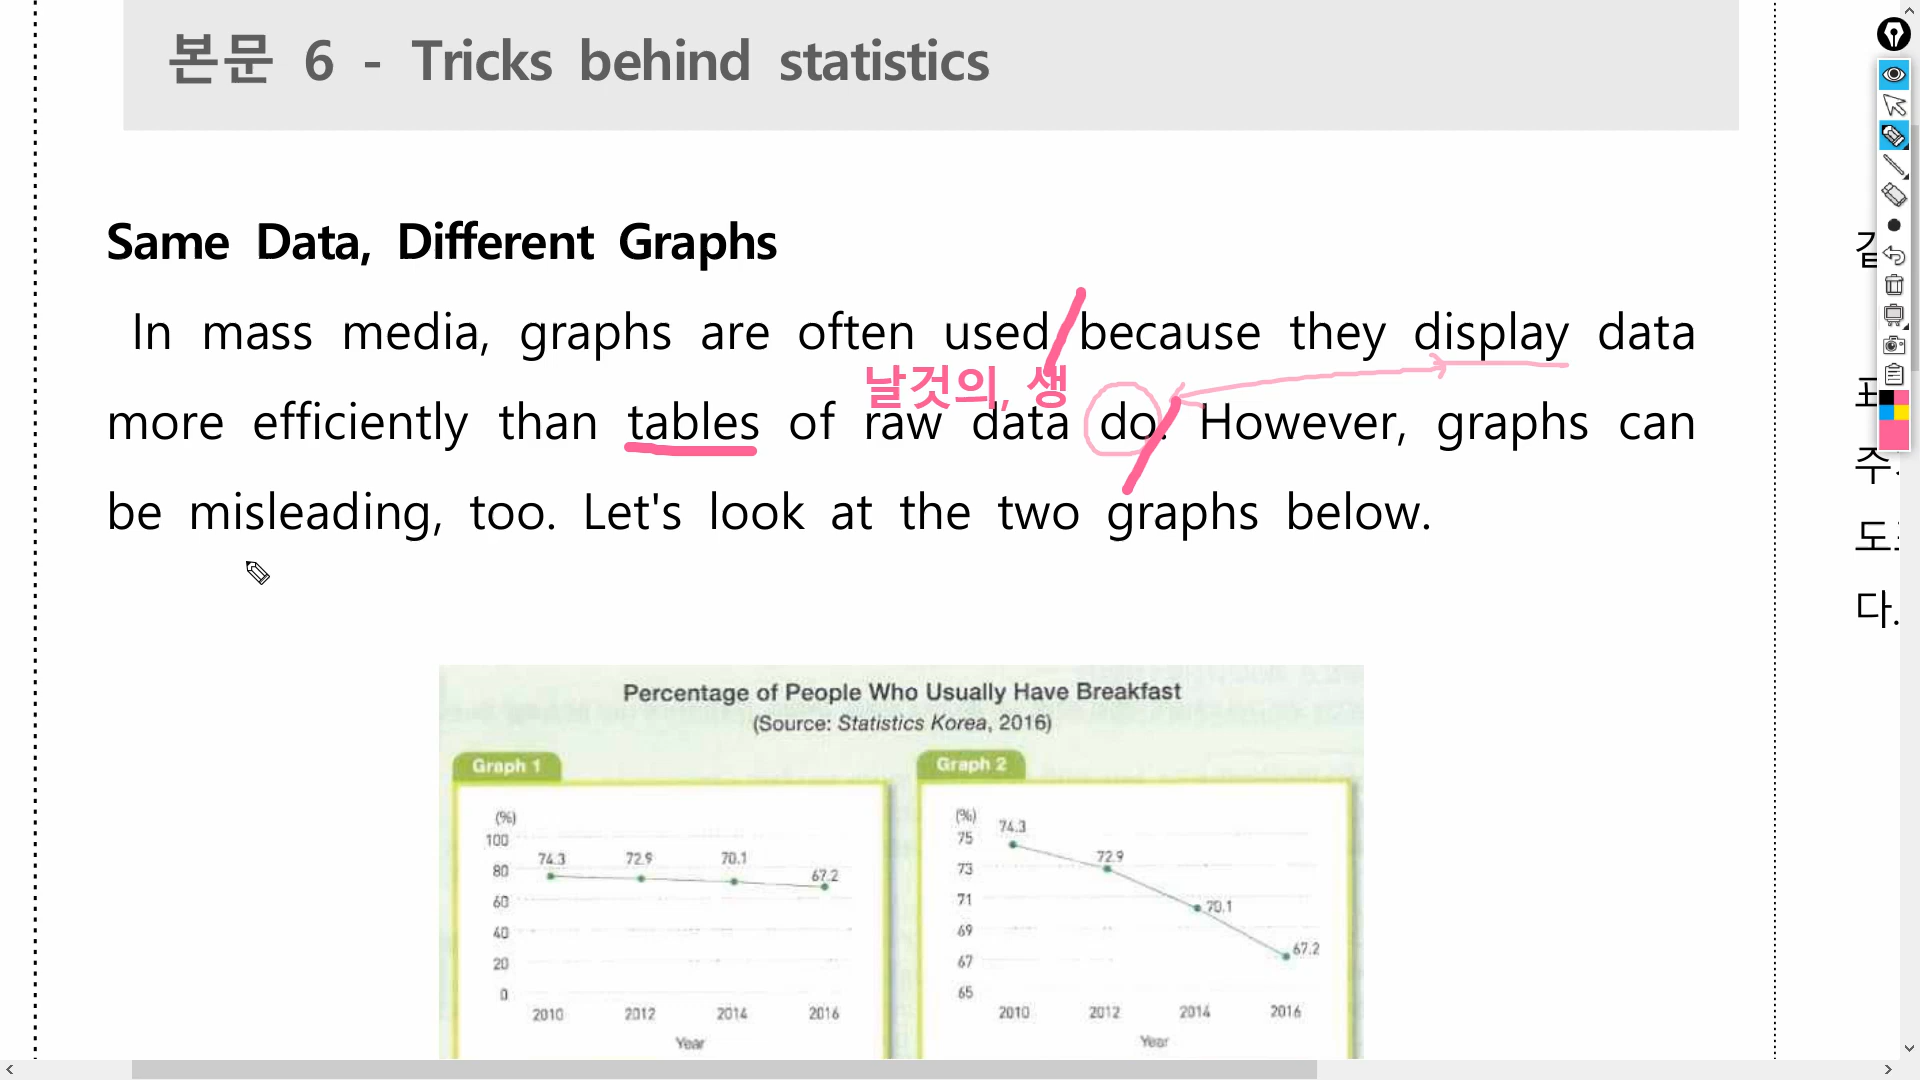 본문 6 - Tricks behind statistics
Same Data, Different Graphs
In mass media, graphs are often used because they display data
날것의, 생
more efficiently than tables of raw data do. However, graphs can
be misleading, too. Let's look at the two graphs below.
Percentage of People Who Usually Have Breakfast
(Source: Statistics Korea, 2016)
Graph 1
(%)
100
80
60
40
20
0
74.3 72.9 70.1 67.2
2010 2012 2014 2016
Year
Graph 2
(%)
75
73
71
69
67
65
74.3
72.9
70.1
67.2
2010 2012 2014 2016
Year
다.